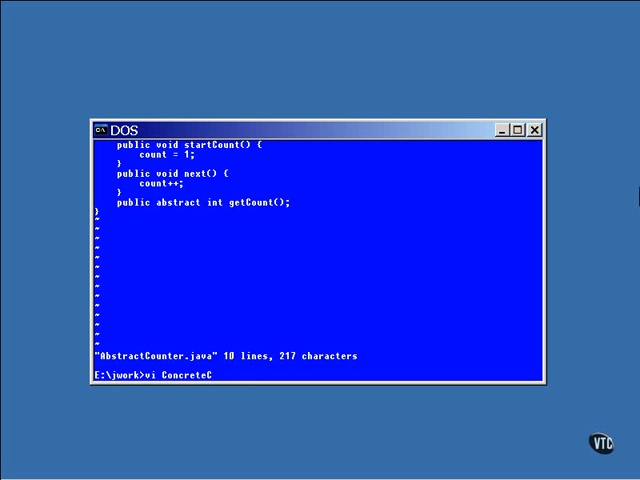 DOS
public void startCount() {
count = 1;
}
public void next() {
count++;
}
public abstract int getCount();
}
~
~
~
~
~
~
~
~
~
~
~
~
~
~
"AbstractCounter.java" 10 lines, 217 characters
E:\jwork>vi ConcreteC
VTC